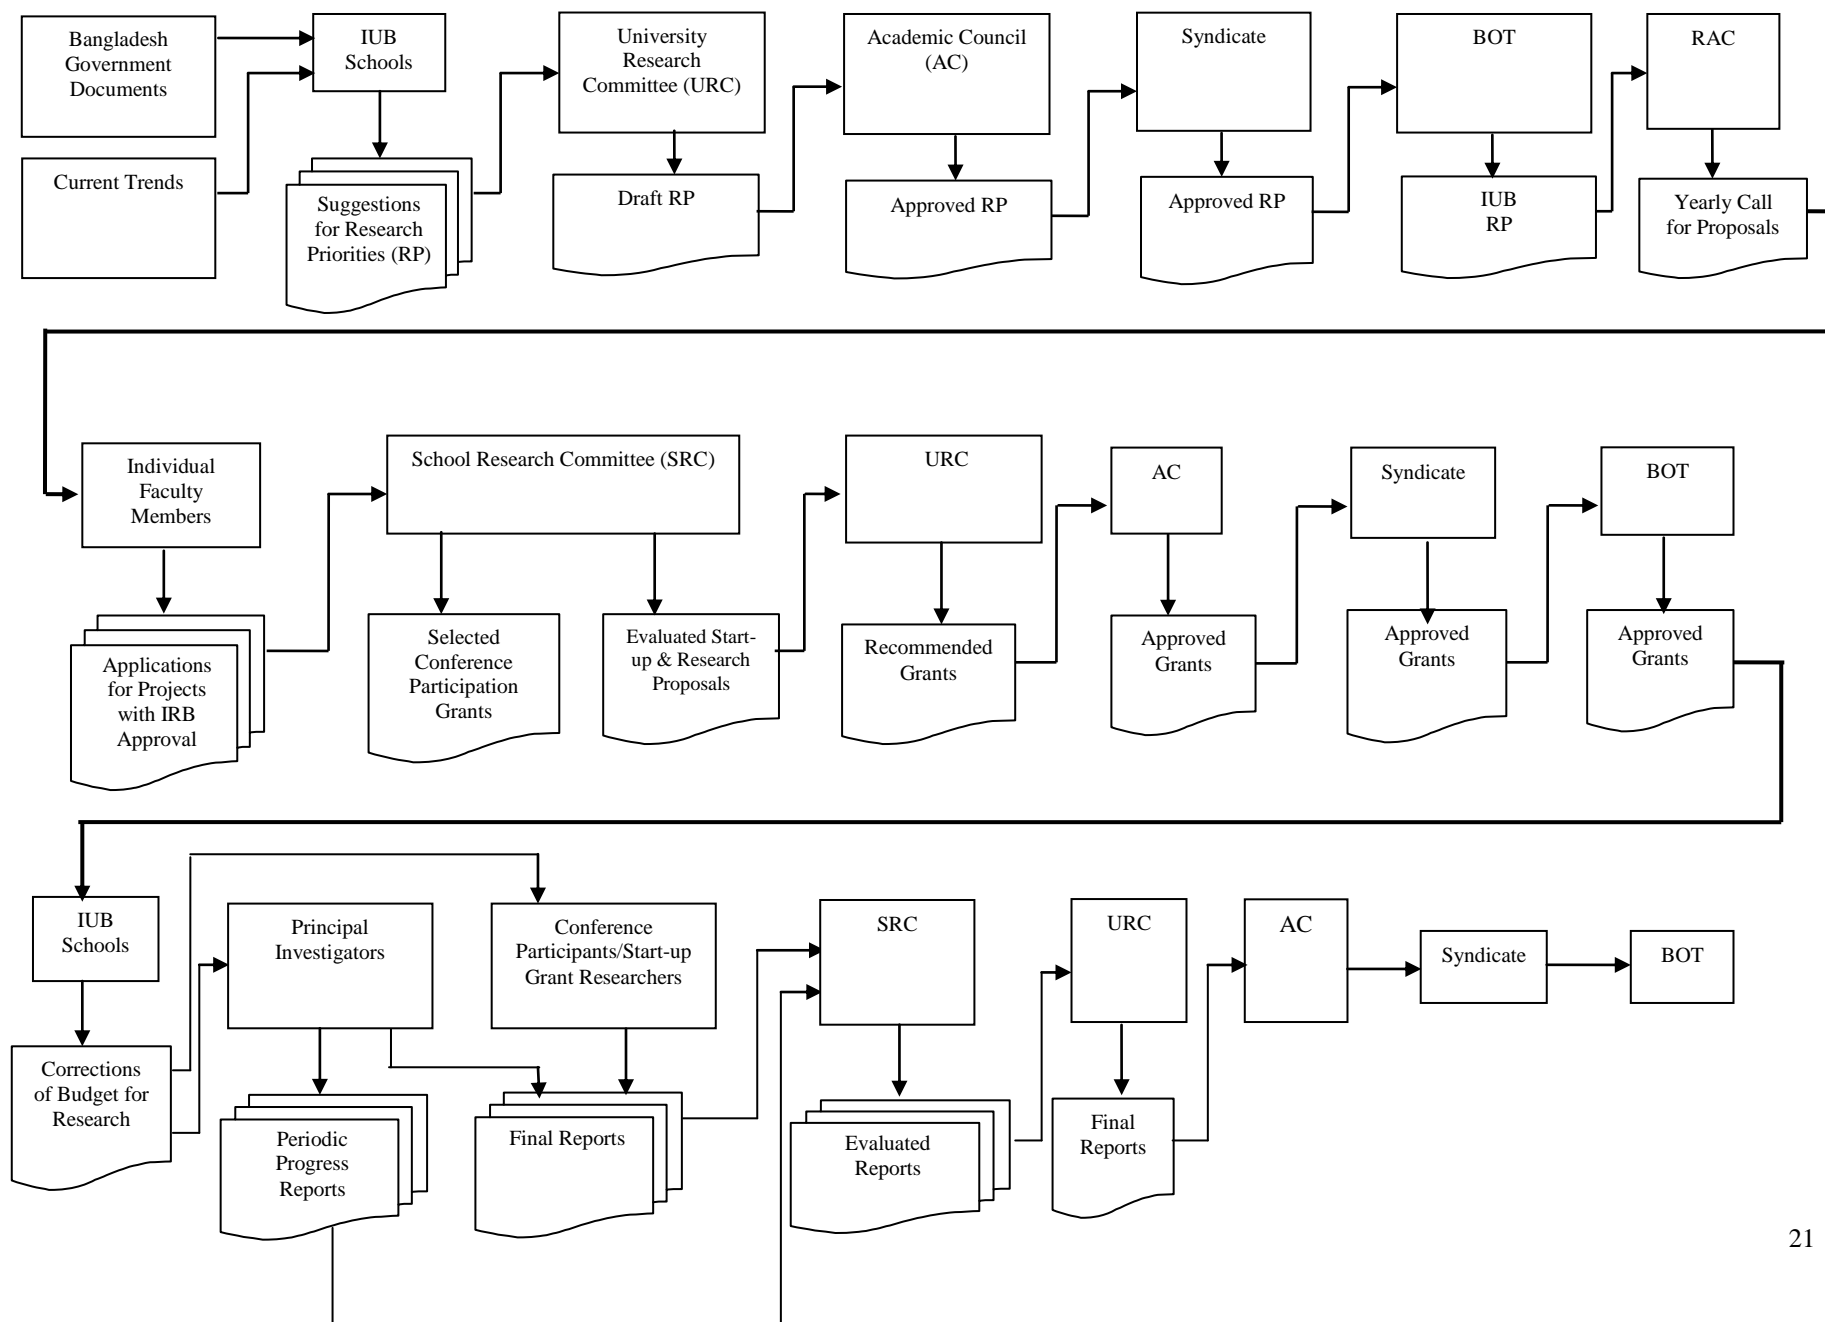 Bangladesh
Government
Documents
IUB
Schools
University
Research
Committee (URC)
Academic Council
(AC)
Syndicate
BOT
RAC
Current Trends
Suggestions
for Research
Priorities (RP)
Draft RP
Approved RP
Approved RP
IUB
RP
Yearly Call
for Proposals
Individual
Faculty
Members
School Research Committee (SRC)
URC
AC
Syndicate
BOT
Applications
for Projects
with IRB
Approval
Selected
Conference
Participation
Grants
Evaluated Start-
up & Research
Proposals
Recommended
Grants
Approved
Grants
Approved
Grants
Approved
Grants
IUB
Schools
Principal
Investigators
Conference
Participants/Start-up
Grant Researchers
SRC
URC
AC
Syndicate
BOT
Corrections
of Budget for
Research
Periodic
Progress
Reports
Final Reports
Evaluated
Reports
Final
Reports
21